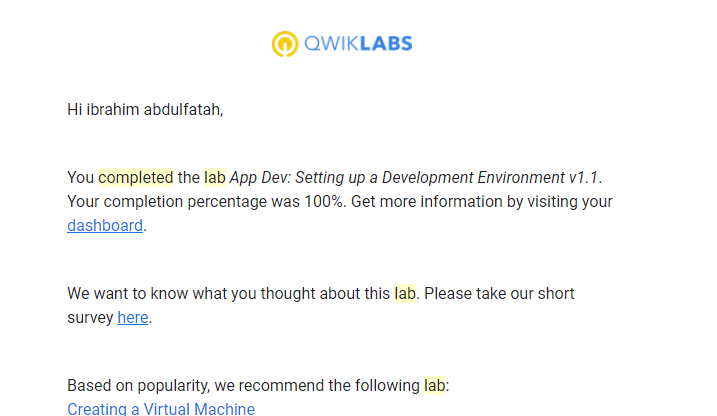 QWIKLABS
Hi ibrahim abdulfatah,
You completed the lab App Dev: Setting up a Development Environment v1.1.
Your completion percentage was 100%. Get more information by visiting your
dashboard.
We want to know what you thought about this lab. Please take our short
survey here.
Based on popularity, we recommend the following lab:
Creating a Virtual Machine